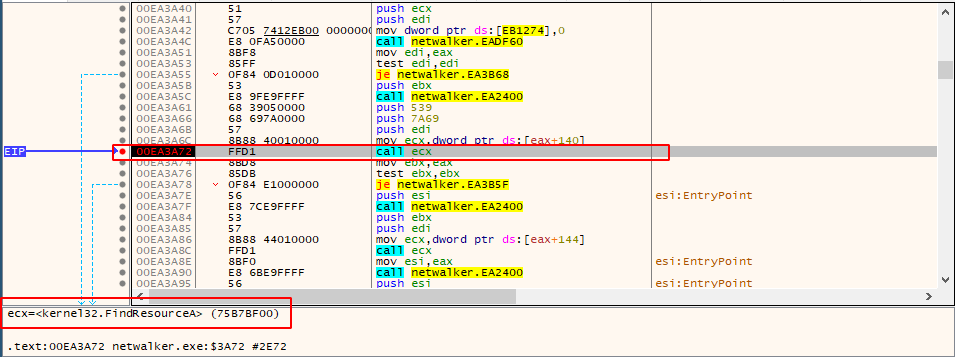 00EA3A40 51 push ecx
00EA3A41 57 push edi
00EA3A42 C705 7412EB00 0000000 mov dword ptr ds:[EB1274],0
00EA3A4C E8 0FA50000 call netwalker.EADF60
00EA3A51 8BF8 mov edi,eax
00EA3A53 85FF test edi,edi
00EA3A55 0F84 0D010000 je netwalker.EA3B68
00EA3A5B 53 push ebx
00EA3A5C E8 9FE9FFFF call netwalker.EA2400
00EA3A61 68 39050000 push 539
00EA3A66 68 697A0000 push 7A69
00EA3A6B 57 push edi
00EA3A6C 8B88 40010000 mov ecx,dword ptr ds:[eax+140]
EIP 00EA3A72 FFD1 call ecx
00EA3A74 8BD8 mov ebx,eax
00EA3A76 85DB test ebx,ebx
00EA3A78 0F84 E1000000 je netwalker.EA3B5F
00EA3A7E 56 push esi esi:EntryPoint
00EA3A7F E8 7CE9FFFF call netwalker.EA2400
00EA3A84 53 push ebx
00EA3A85 57 push edi
00EA3A86 8B88 44010000 mov ecx,dword ptr ds:[eax+144]
00EA3A8C FFD1 call ecx
00EA3A8E 8BF0 mov esi,eax esi:EntryPoint
00EA3A90 E8 6BE9FFFF call netwalker.EA2400
00EA3A95 56 push esi esi:EntryPoint
ecx=<kernel32.FindResourceA> (75B7BF00)
.text:00EA3A72 netwalker.exe:$3A72 #2E72